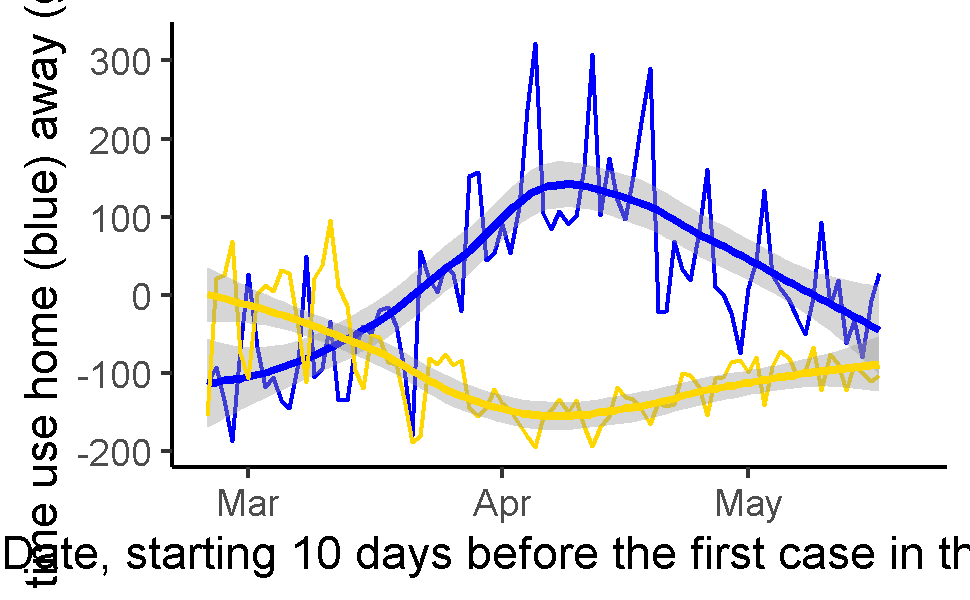 time use home (blue) away (
300
200
100
0
-100
-200
Mar Apr May
Date, starting 10 days before the first case in th